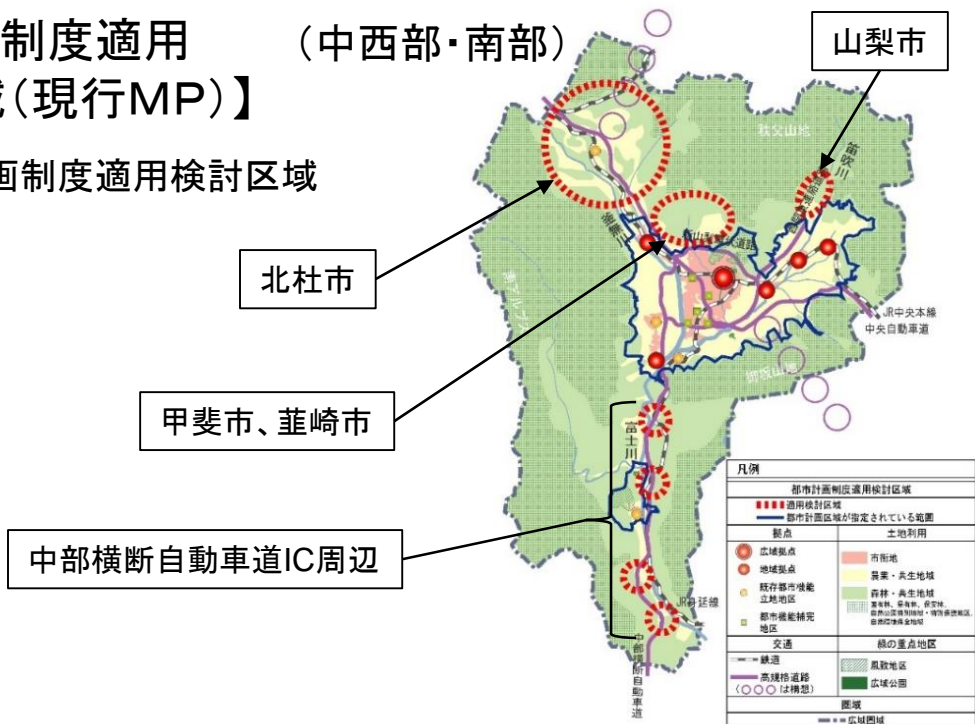 制度適用　（中西部・南部）
域（現行MP）】
画制度適用検討区域
山梨市
北杜市
甲斐市、韮崎市
中部横断自動車道IC周辺
秩父山地
笛吹川
釜無川
JR中央本線
中央自動車道
御坂山地
富士川
JR身延線
中部横断自動車道
凡例
都市計画制度適用検討区域
適用検討区域
都市計画区域が指定されている範囲
拠点
土地利用
広域拠点
地域拠点
既存都市機能
立地地区
都市機能補完
地区
市街地
農業・共生地域
森林・共生地域
交通
緑の重点地区
鉄道
高規格道路
（○○○は構想）
風致地区
広域公園
圏域
広域圏域